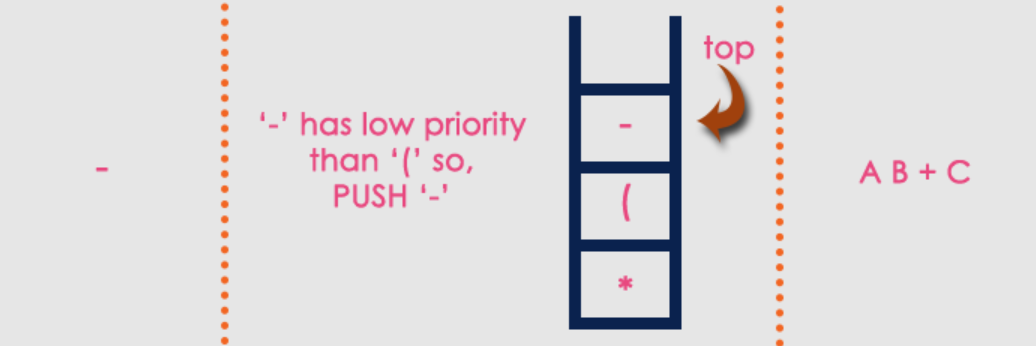 -
‘-’ has low priority
than ‘(’ so,
PUSH ‘-’
top
-
(
*
A B + C